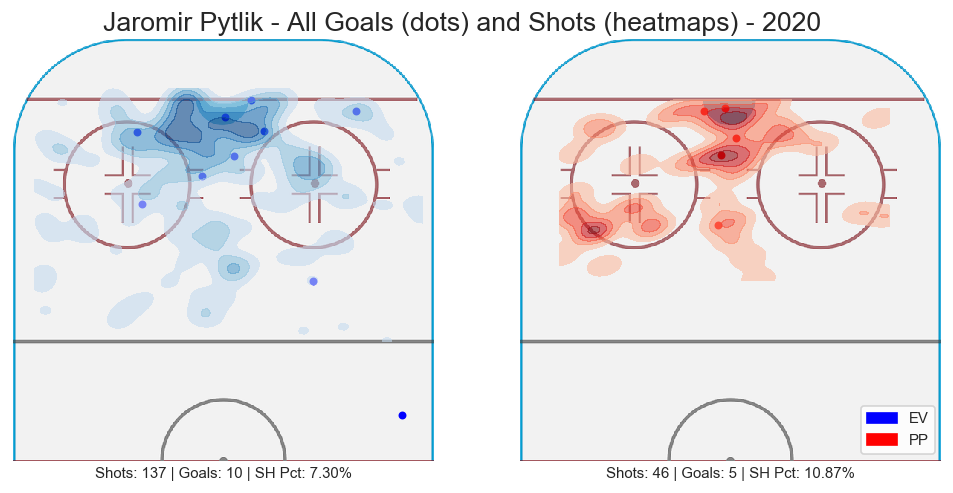 Jaromir Pytlik - All Goals (dots) and Shots (heatmaps) - 2020
EV
PP
Shots: 137 | Goals: 10 | SH Pct: 7.30%
Shots: 46 | Goals: 5 | SH Pct: 10.87%